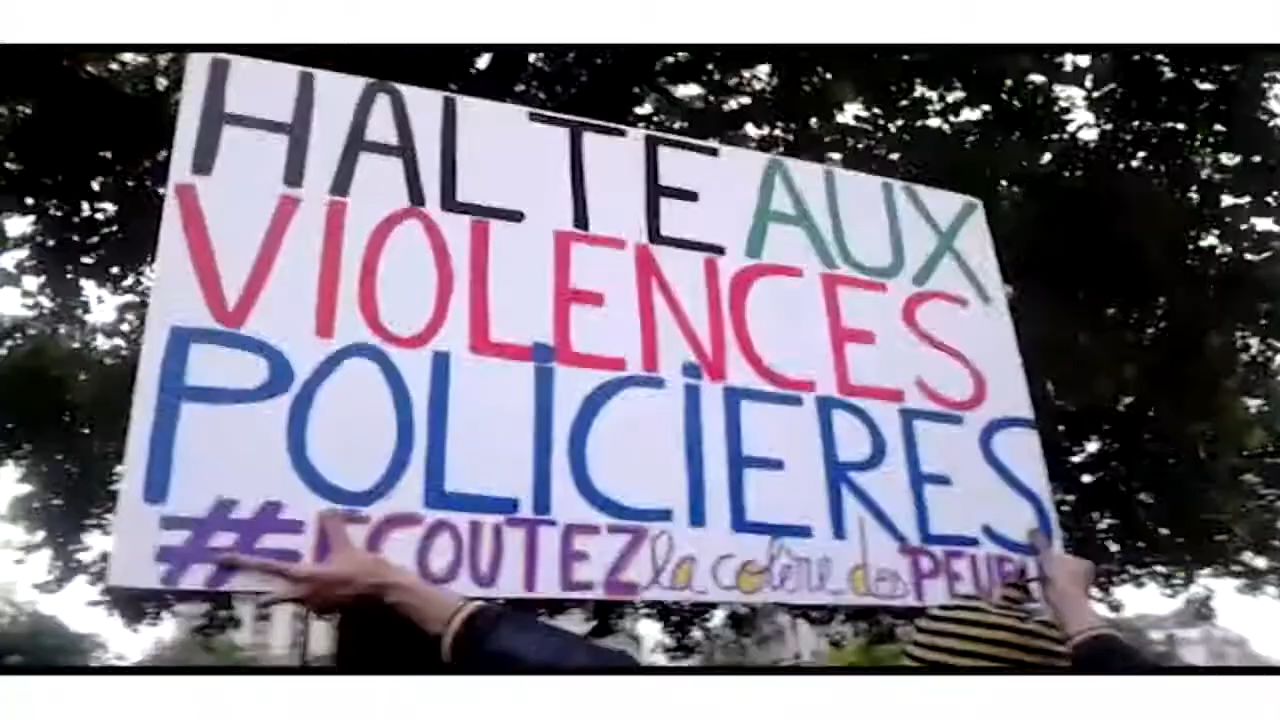 HALTE AUX
VIOLENCES
POLICIERES
#ECOUTEZ la colère des